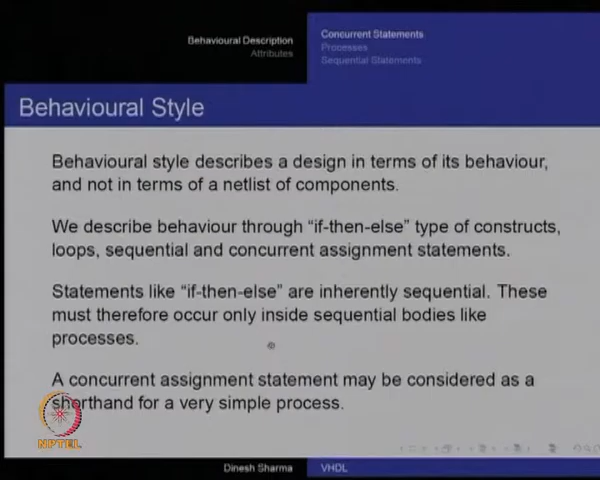 Behavioural Description
Attributes
Concurrent Statements
Processes
Sequential Statements
Behavioural Style
Behavioural style describes a design in terms of its behaviour,
and not in terms of a netlist of components.
We describe behaviour through “if-then-else” type of constructs,
loops, sequential and concurrent assignment statements.
Statements like “if-then-else” are inherently sequential. These
must therefore occur only inside sequential bodies like
processes.
A concurrent assignment statement may be considered as a
shorthand for a very simple process.
NPTEL
Dinesh Sharma
VHDL